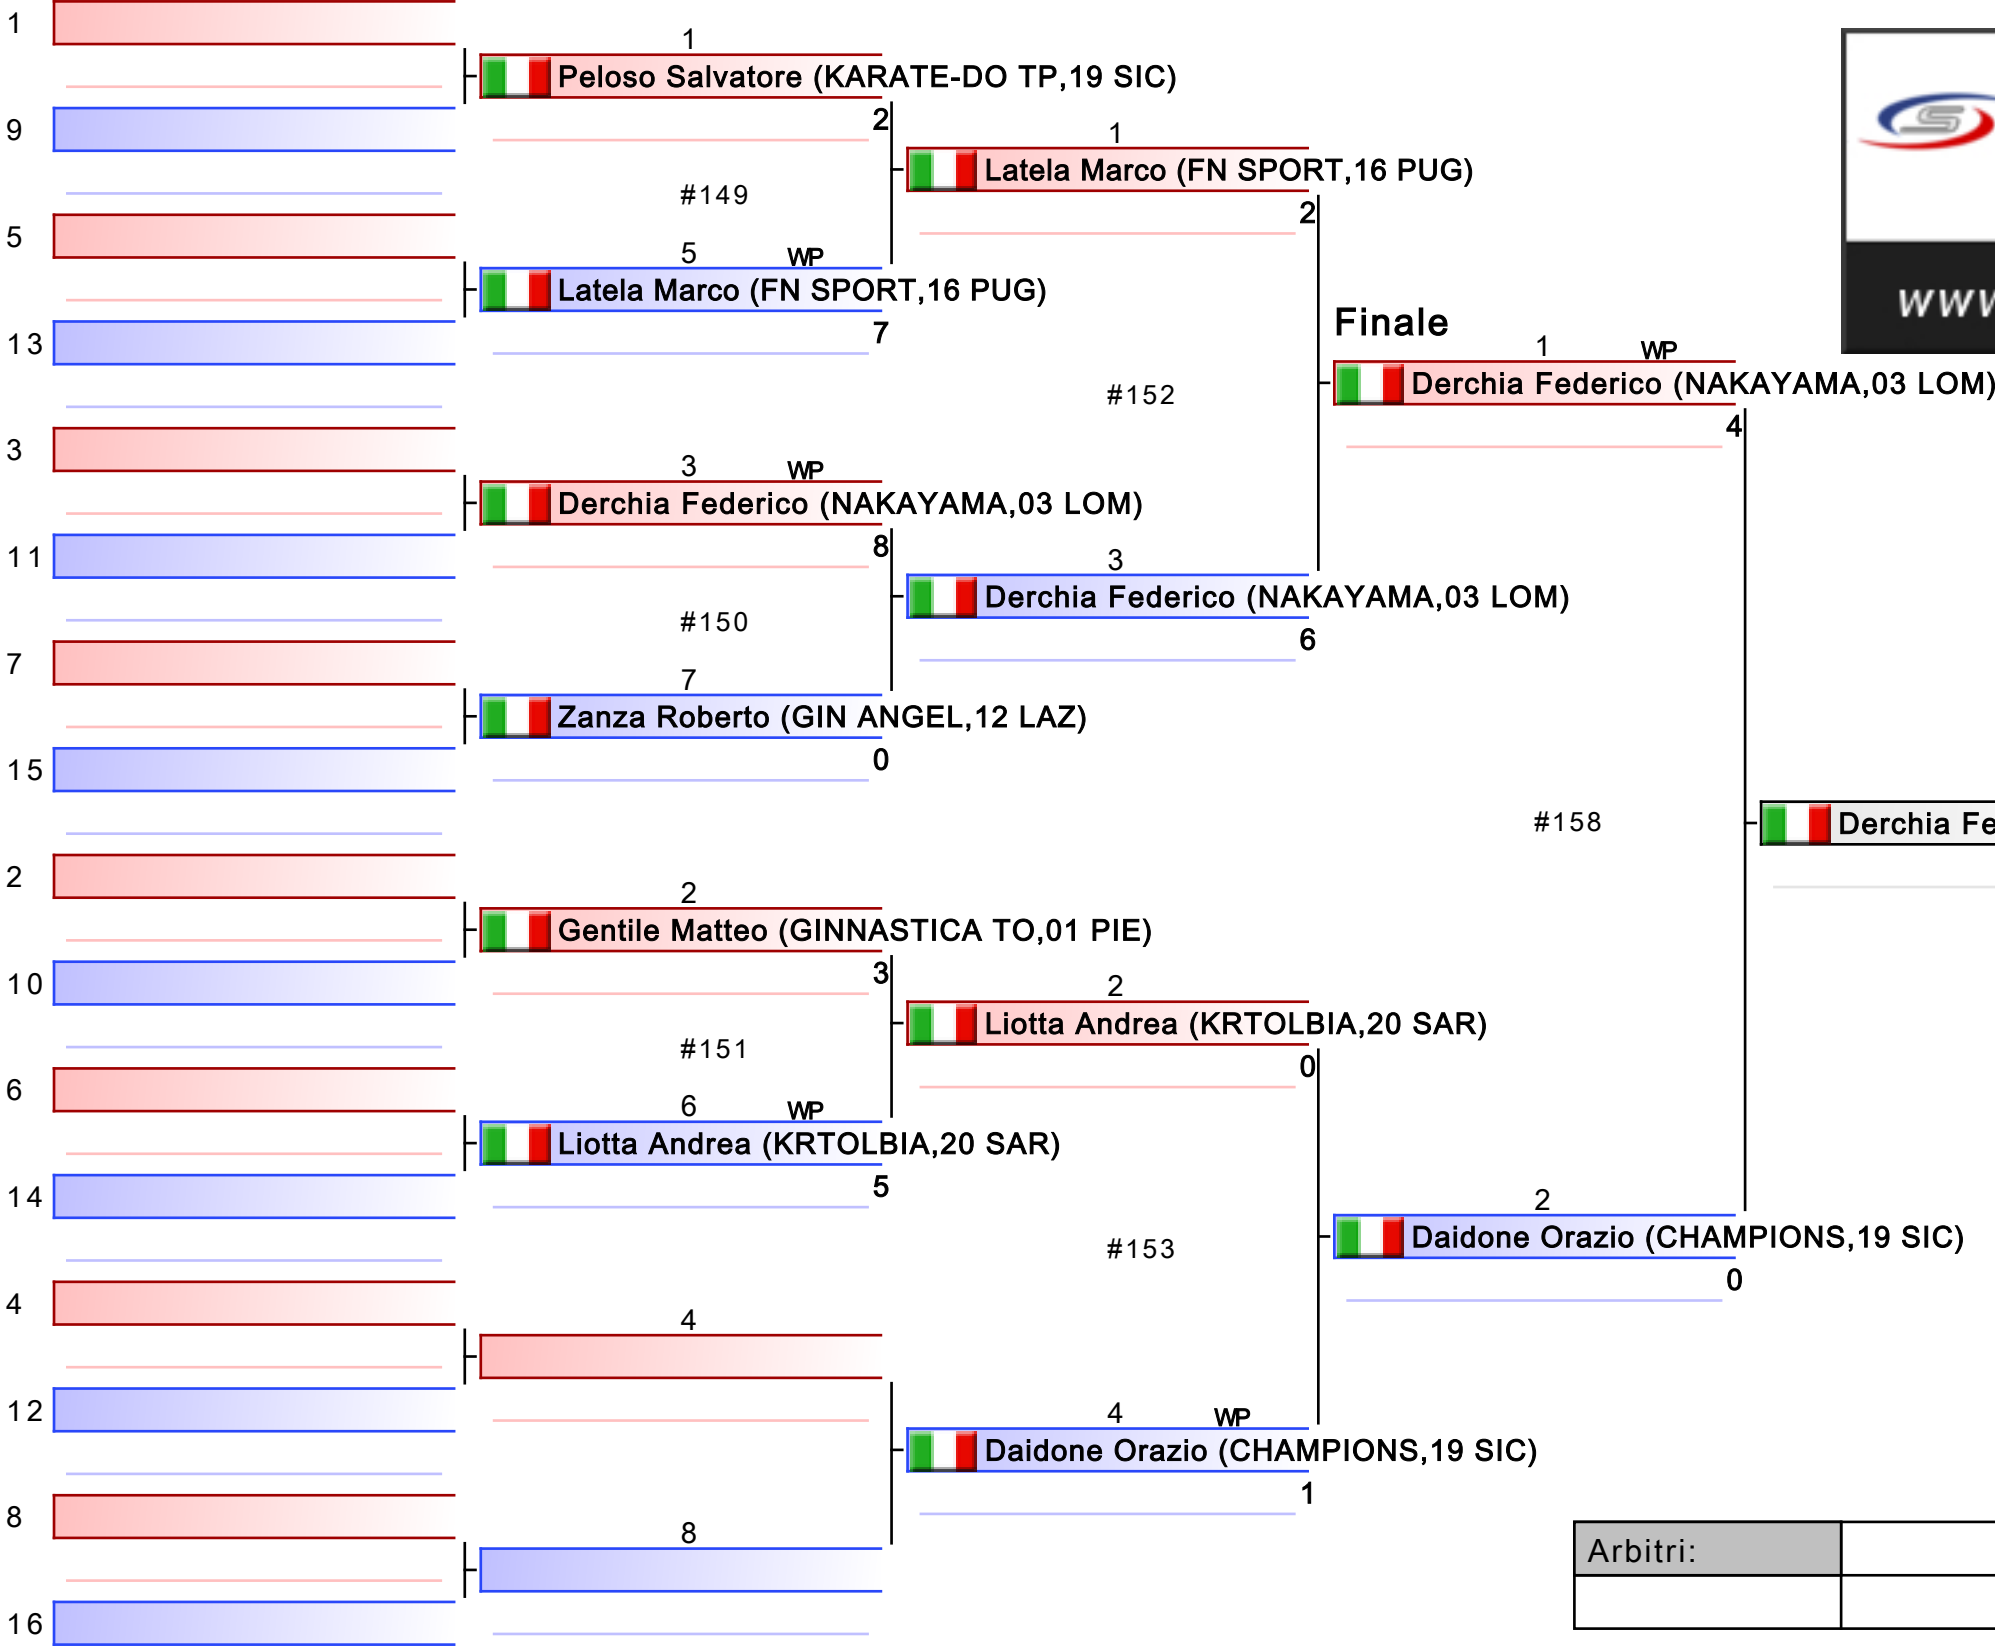 1
9
5
13
3
11
7
15
2
10
6
14
4
12
8
16
1
Peloso Salvatore (KARATE-DO TP,19 SIC)
2
#149
5 WP
Latela Marco (FN SPORT,16 PUG)
7
3 WP
Derchia Federico (NAKAYAMA,03 LOM)
8
#150
7
Zanza Roberto (GIN ANGEL,12 LAZ)
0
2
Gentile Matteo (GINNASTICA TO,01 PIE)
3
#151
6 WP
Liotta Andrea (KRTOLBIA,20 SAR)
5
4
8
1
Latela Marco (FN SPORT,16 PUG)
2
#152
3
Derchia Federico (NAKAYAMA,03 LOM)
6
2
Liotta Andrea (KRTOLBIA,20 SAR)
0
#153
4 WP
Daidone Orazio (CHAMPIONS,19 SIC)
1
Finale
1 WP
Derchia Federico (NAKAYAMA,03 LOM)
4
#158
2
Daidone Orazio (CHAMPIONS,19 SIC)
0
Derchia Fe
S
www
Arbitri: